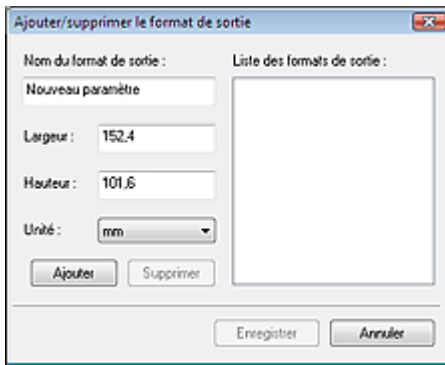 Ajouter/supprimer le format de sortie
Nom du format de sortie :
Nouveau paramètre
Largeur :
152,4
Hauteur :
101,6
Unité :
mm
Ajouter
Supprimer
Liste des formats de sortie :
Enregistrer
Annuler